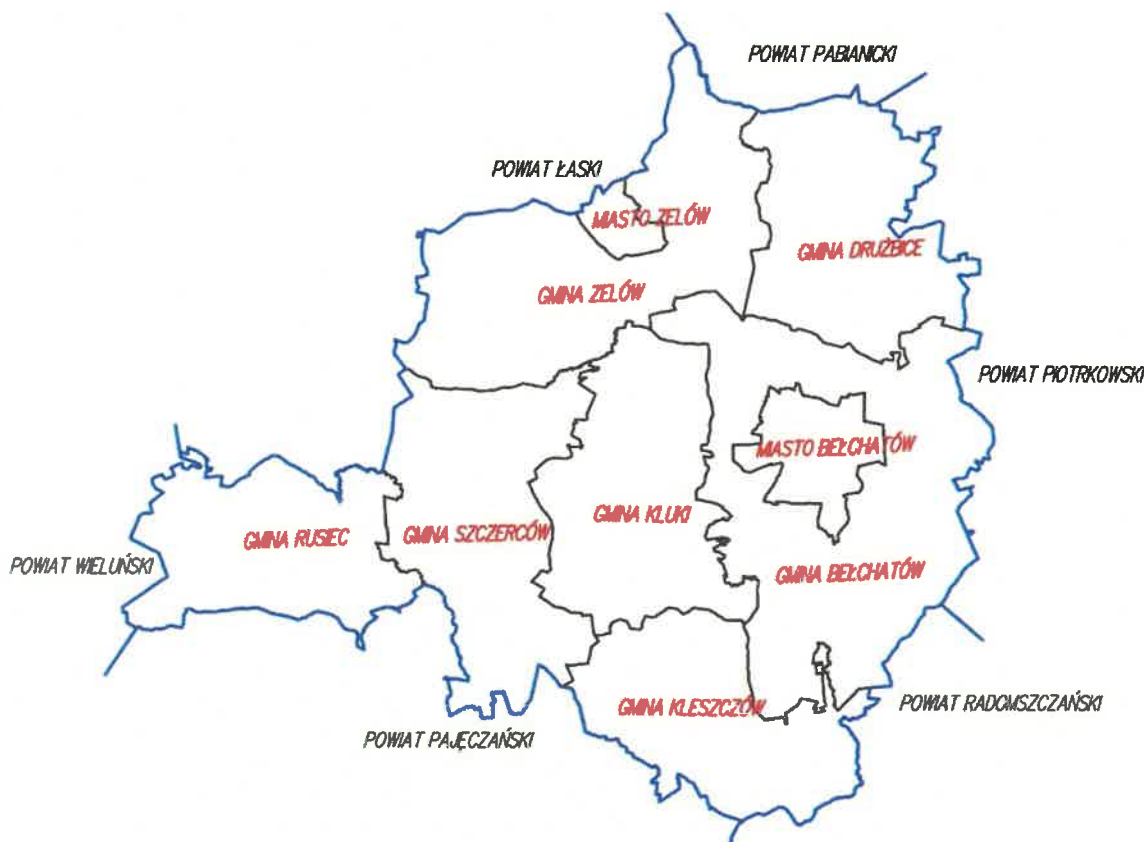 POWIAT PABIANICKI
POWIAT ŁASKI
MIASTO ZELÓW
GMINA DRUŻBICE
GMINA ZELÓW
POWIAT PIOTRKOWSKI
MIASTO BEŁCHATÓW
GMINA KLUKI
GMINA RUSIEC
GMINA SZCZERCÓW
POWIAT WIELUŃSKI
GMINA BEŁCHATÓW
GMINA KLESZCZÓW
POWIAT RADOMSZCZAŃSKI
POWIAT PAJĘCZAŃSKI